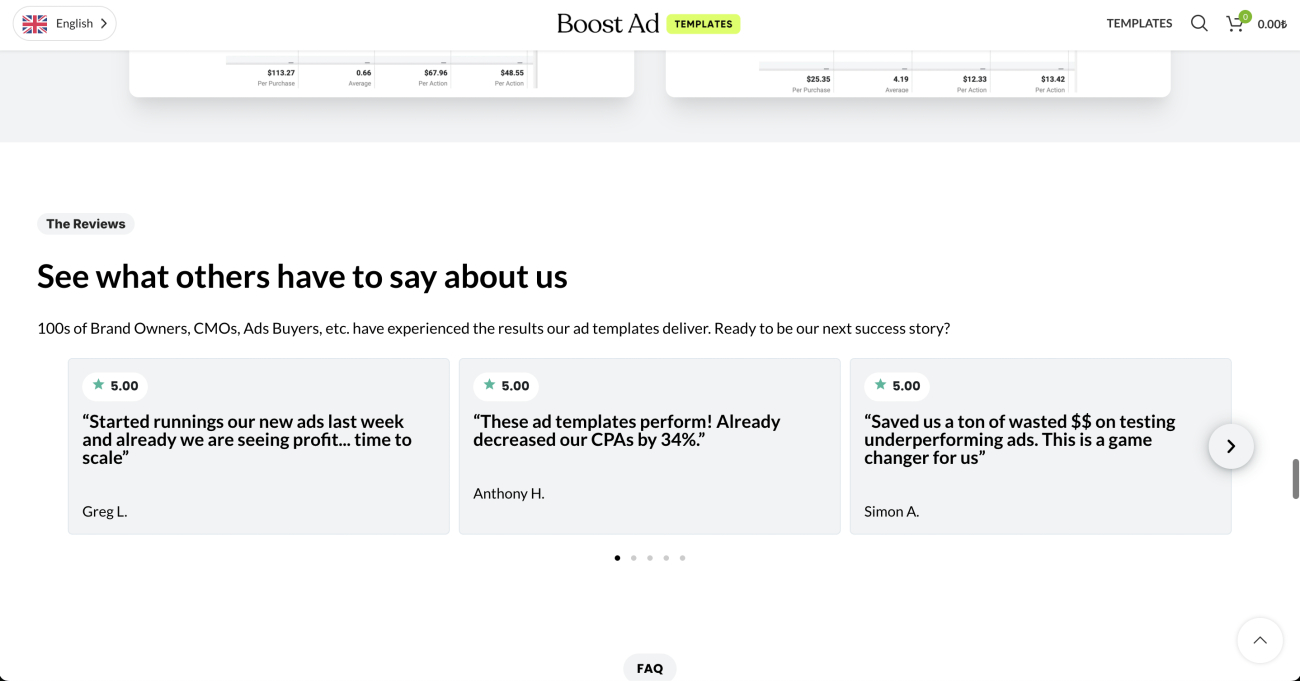 English
Boost Ad TEMPLATES
TEMPLATES
0
0.00₺
$113.27 0.66 $67.96 $48.55
Per Purchase Average Per Action Per Action
$25.35 4.19 $12.33 $13.42
Per Purchase Average Per Action Per Action
The Reviews
See what others have to say about us
100s of Brand Owners, CMOs, Ads Buyers, etc. have experienced the results our ad templates deliver. Ready to be our next success story?
5.00
“Started runnings our new ads last week
and already we are seeing profit... time to
scale”
Greg L.
5.00
“These ad templates perform! Already
decreased our CPAs by 34%.”
Anthony H.
5.00
“Saved us a ton of wasted $$ on testing
underperforming ads. This is a game
changer for us”
Simon A.
FAQ